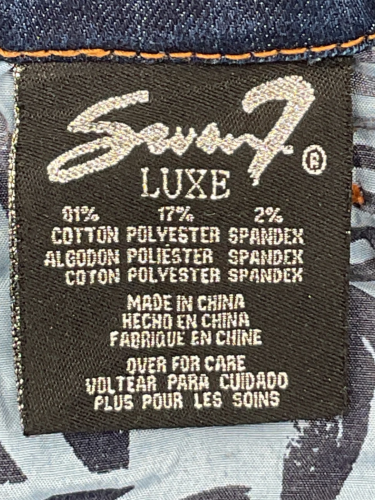 Seven7 ®
LUXE
81% 17% 2%
COTTON POLYESTER SPANDEX
ALGODON POLIÉSTER SPANDEX
COTON POLYESTER SPANDEX
MADE IN CHINA
HECHO EN CHINA
FABRIQUE EN CHINE
OVER FOR CARE
VOLTEAR PARA CUIDADO
PLUS POUR LES SOINS